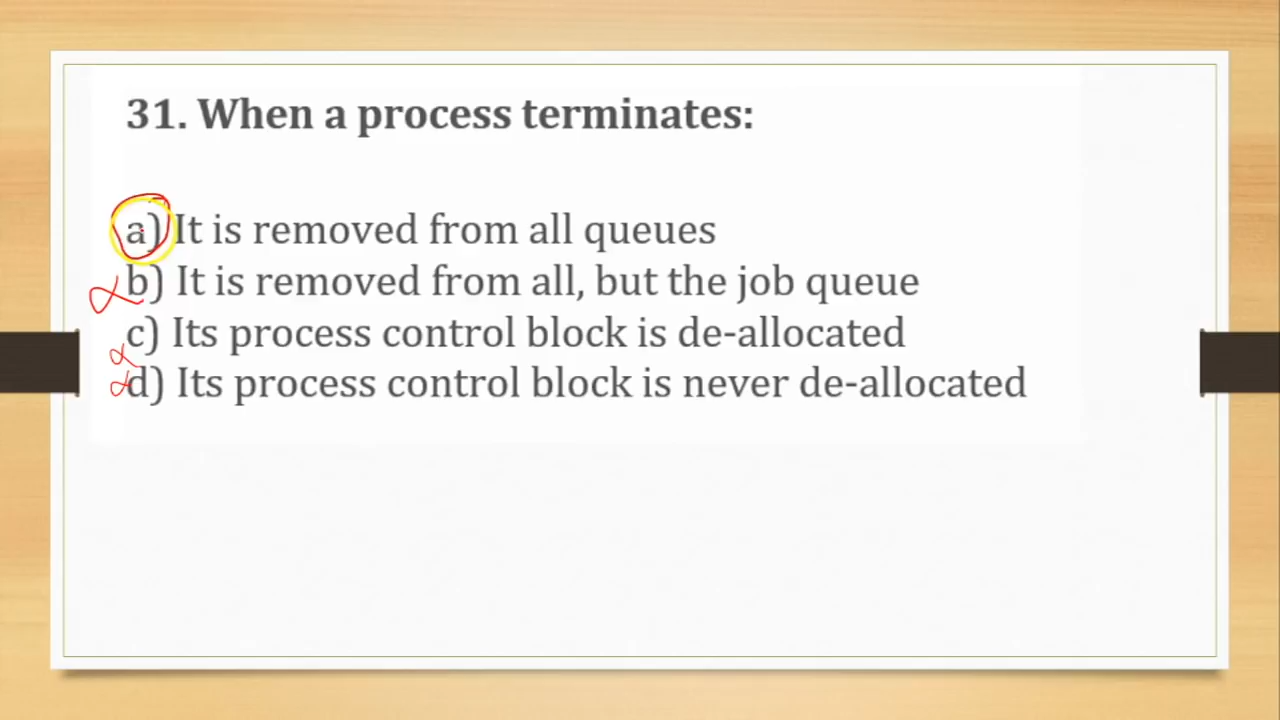 31. When a process terminates:
a) It is removed from all queues
b) It is removed from all, but the job queue
c) Its process control block is de-allocated
d) Its process control block is never de-allocated